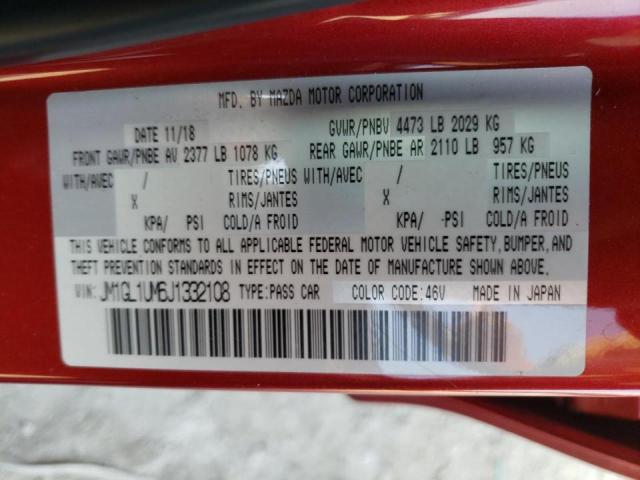 MFD. BY MAZDA MOTOR CORPORATION
DATE 11/18 GVWR/PNBV 4473 LB 2029 KG
FRONT GAWR/PNBE AV 2377 LB 1078 KG REAR GAWR/PNBE AR 2110 LB 957 KG
WITH/AVEC / TIRES/PNEUS WITH/AVEC / TIRES/PNEUS
X RIMS/JANTES X RIMS/JANTES
KPA/ PSI COLD/A FROID KPA/ -PSI COLD/A FROID
THIS VEHICLE CONFORMS TO ALL APPLICABLE FEDERAL MOTOR VEHICLE SAFETY, BUMPER, AND
THEFT PREVENTION STANDARDS IN EFFECT ON THE DATE OF MANUFACTURE SHOWN ABOVE.
VIN: JM1GL1UM6J1332108 TYPE:PASS CAR COLOR CODE:46V MADE IN JAPAN